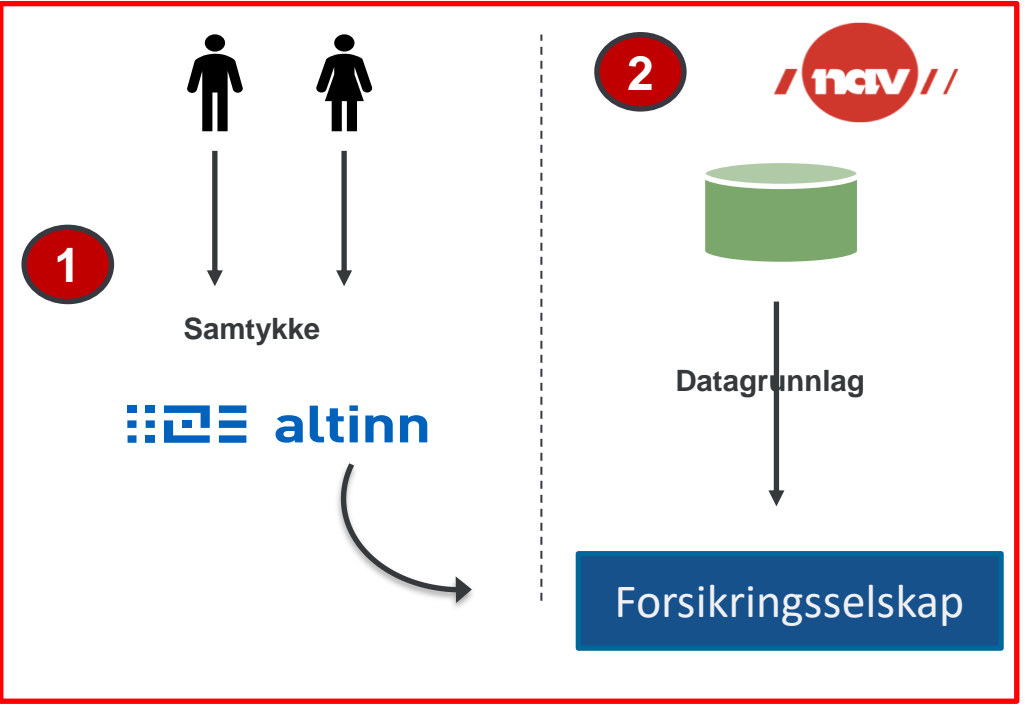 1
Samtykke
altinn
2
/nav//
Datagrunnlag
Forsikringsselskap